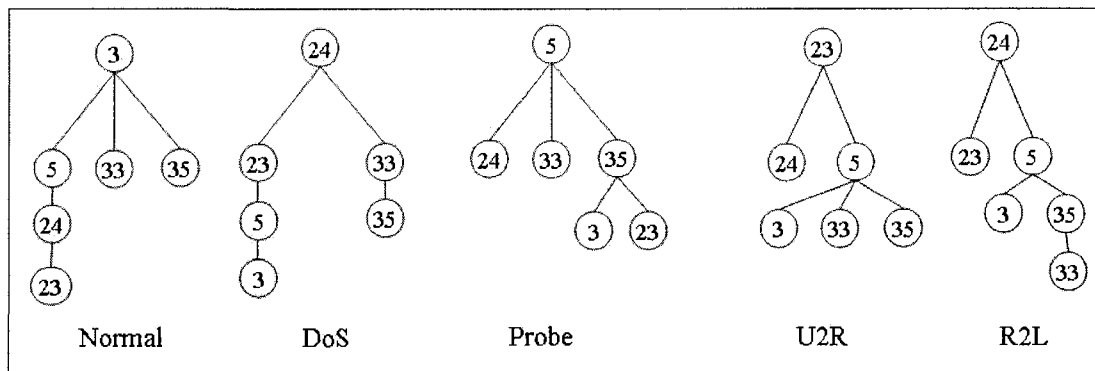 3 24 5 23 24
5 33 35 23 33 24 33 35 24 5 23 5
24 5 35 3 23 3 33 35 3 35
23 3 33
Normal DoS Probe U2R R2L